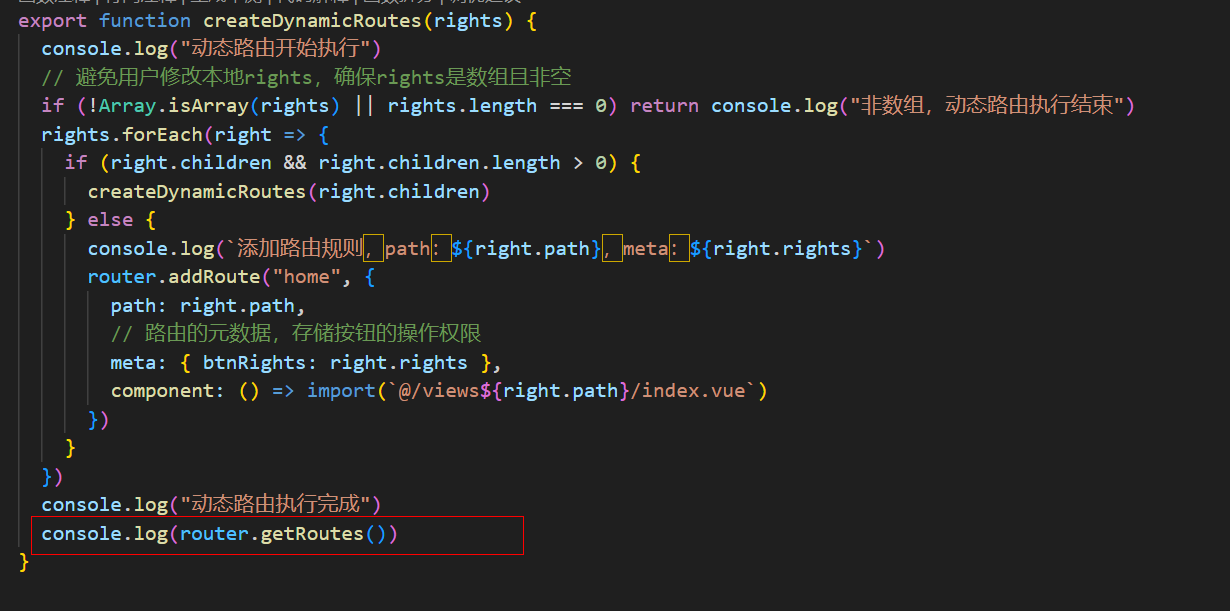 export function createDynamicRoutes(rights) {
console.log("动态路由开始执行")
// 避免用户修改本地rights，确保rights是数组且非空
if (!Array.isArray(rights) || rights.length === 0) return console.log("非数组，动态路由执行结束")
rights.forEach(right => {
if (right.children && right.children.length > 0) {
createDynamicRoutes(right.children)
} else {
console.log(`添加路由规则，path：${right.path}，meta：${right.rights}`)
router.addRoute("home", {
path: right.path,
// 路由的元数据，存储按钮的操作权限
meta: { btnRights: right.rights },
component: () => import(`@/views${right.path}/index.vue`)
})
}
})
console.log("动态路由执行完成")
console.log(router.getRoutes())
}